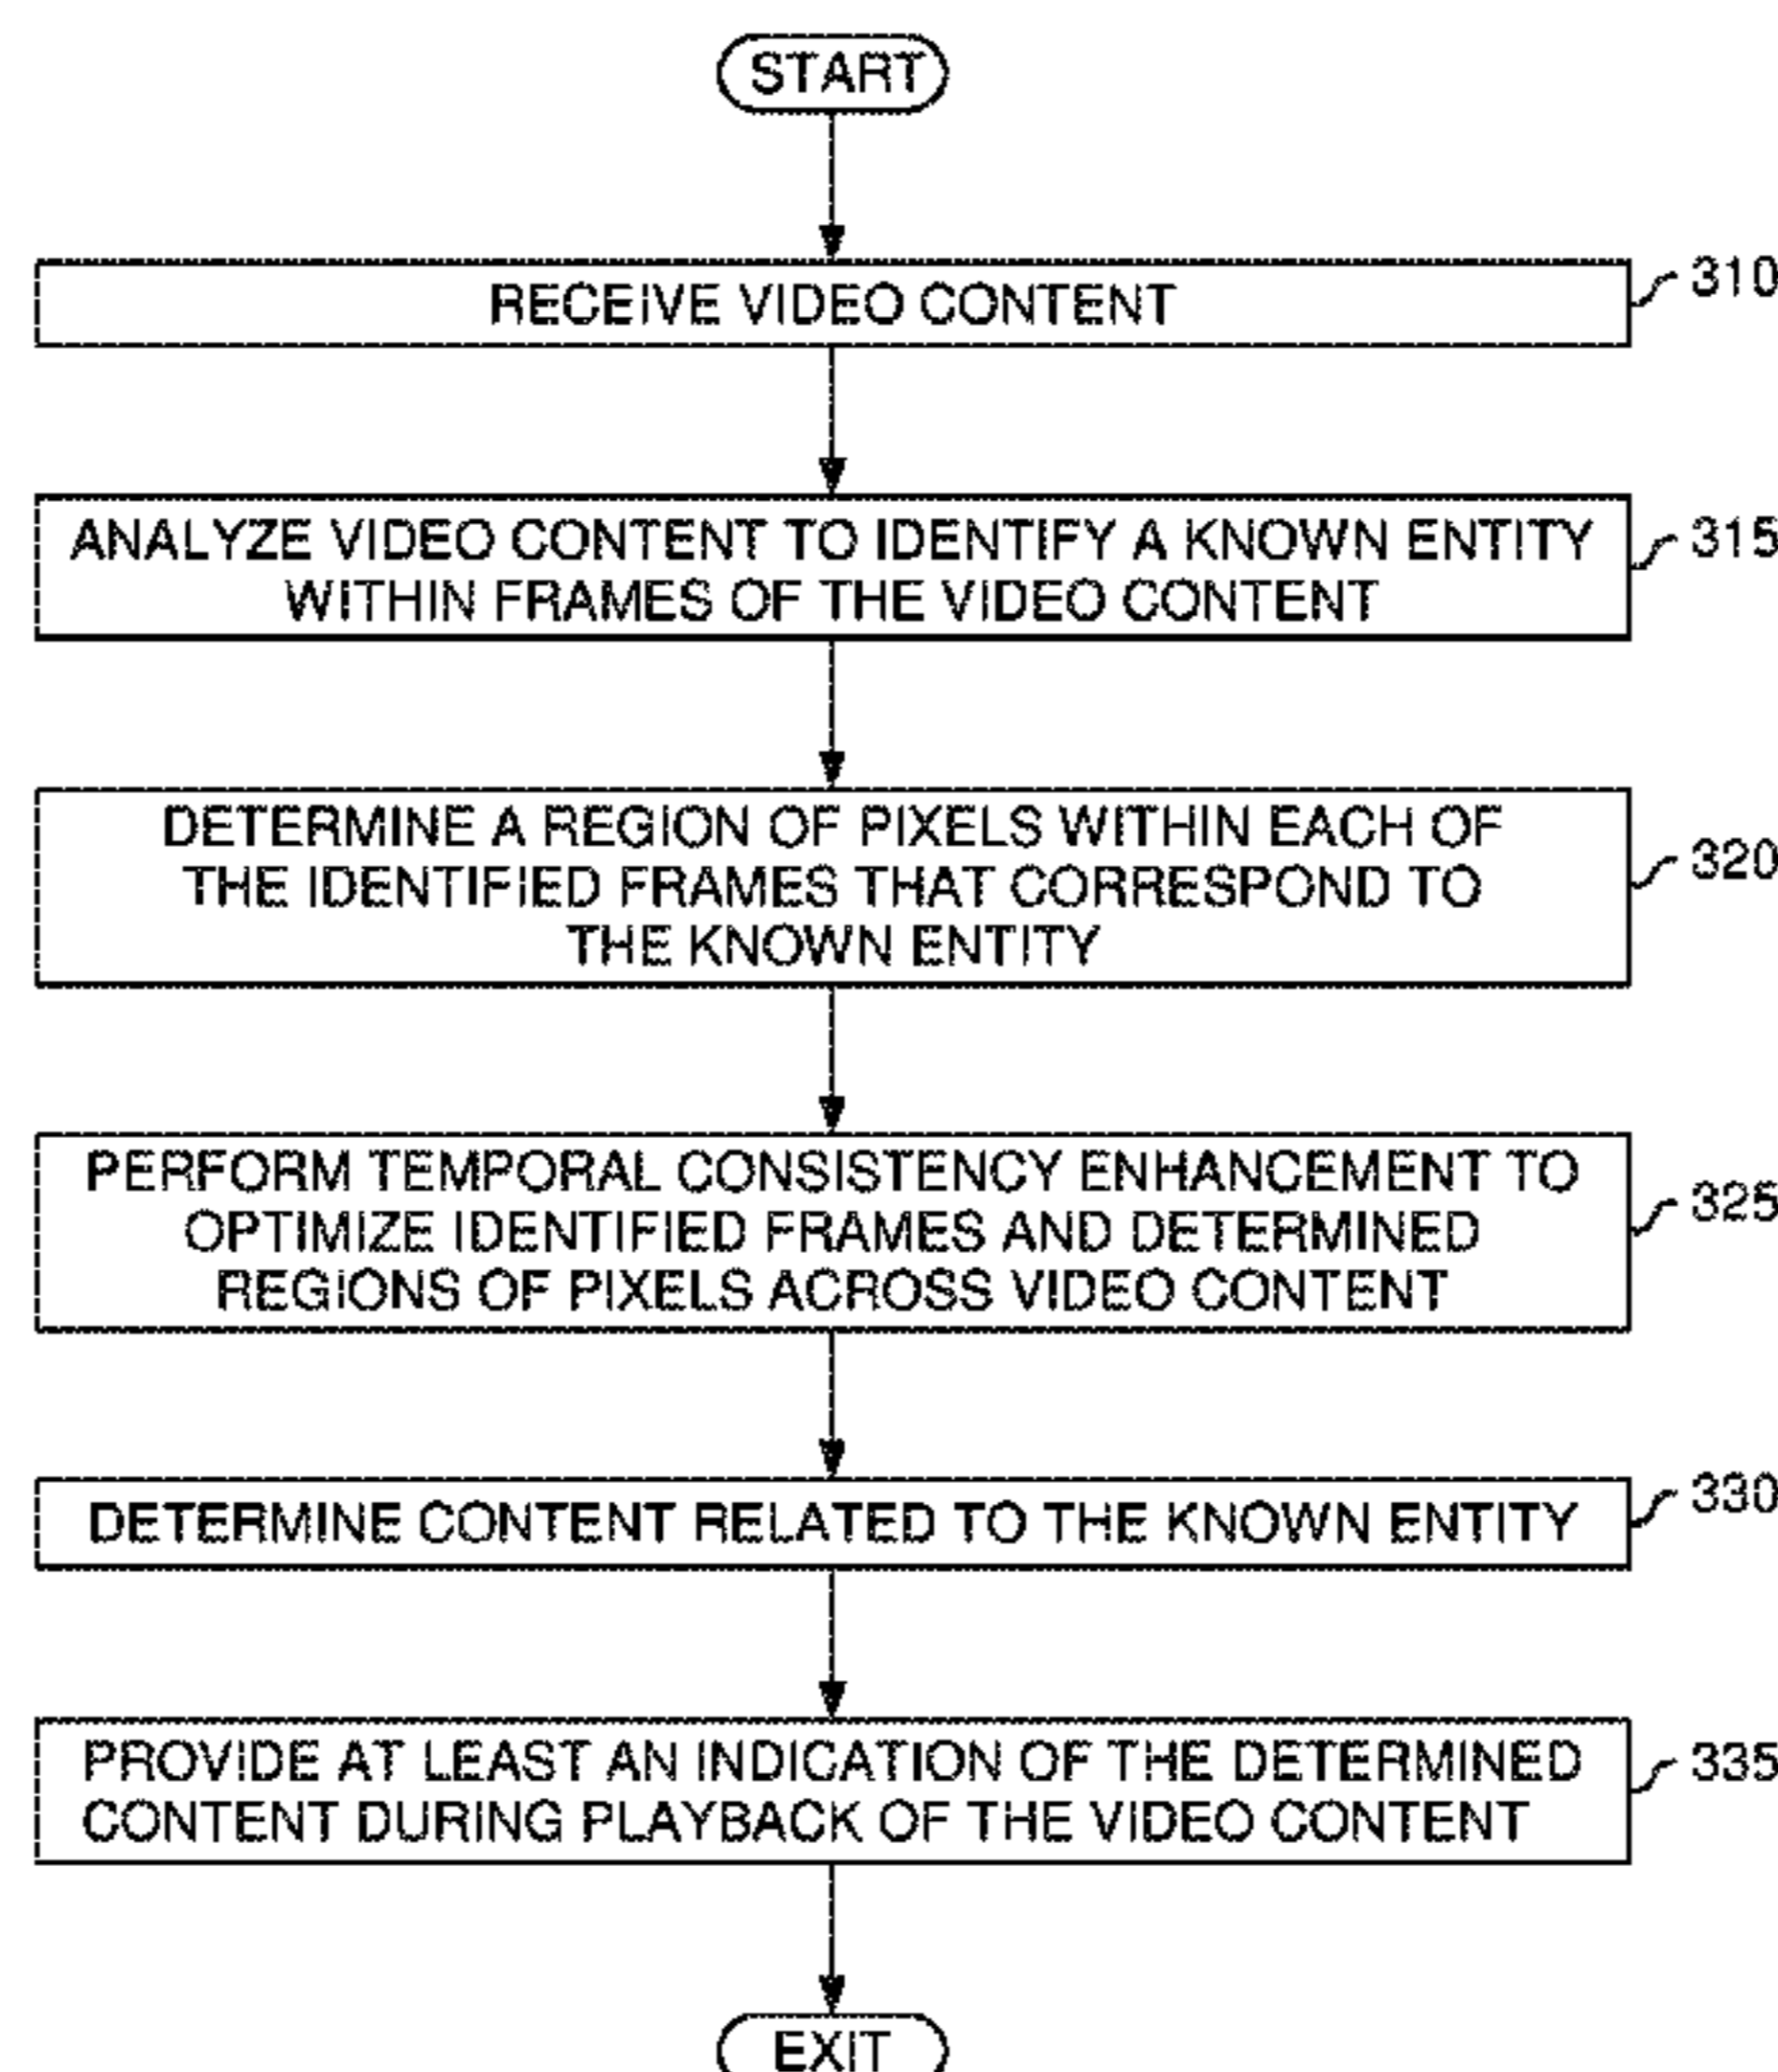 START
RECEIVE VIDEO CONTENT
310
ANALYZE VIDEO CONTENT TO IDENTIFY A KNOWN ENTITY
WITHIN FRAMES OF THE VIDEO CONTENT
315
DETERMINE A REGION OF PIXELS WITHIN EACH OF
THE IDENTIFIED FRAMES THAT CORRESPOND TO
THE KNOWN ENTITY
320
PERFORM TEMPORAL CONSISTENCY ENHANCEMENT TO
OPTIMIZE IDENTIFIED FRAMES AND DETERMINED
REGIONS OF PIXELS ACROSS VIDEO CONTENT
325
DETERMINE CONTENT RELATED TO THE KNOWN ENTITY
330
PROVIDE AT LEAST AN INDICATION OF THE DETERMINED
CONTENT DURING PLAYBACK OF THE VIDEO CONTENT
335
EXIT